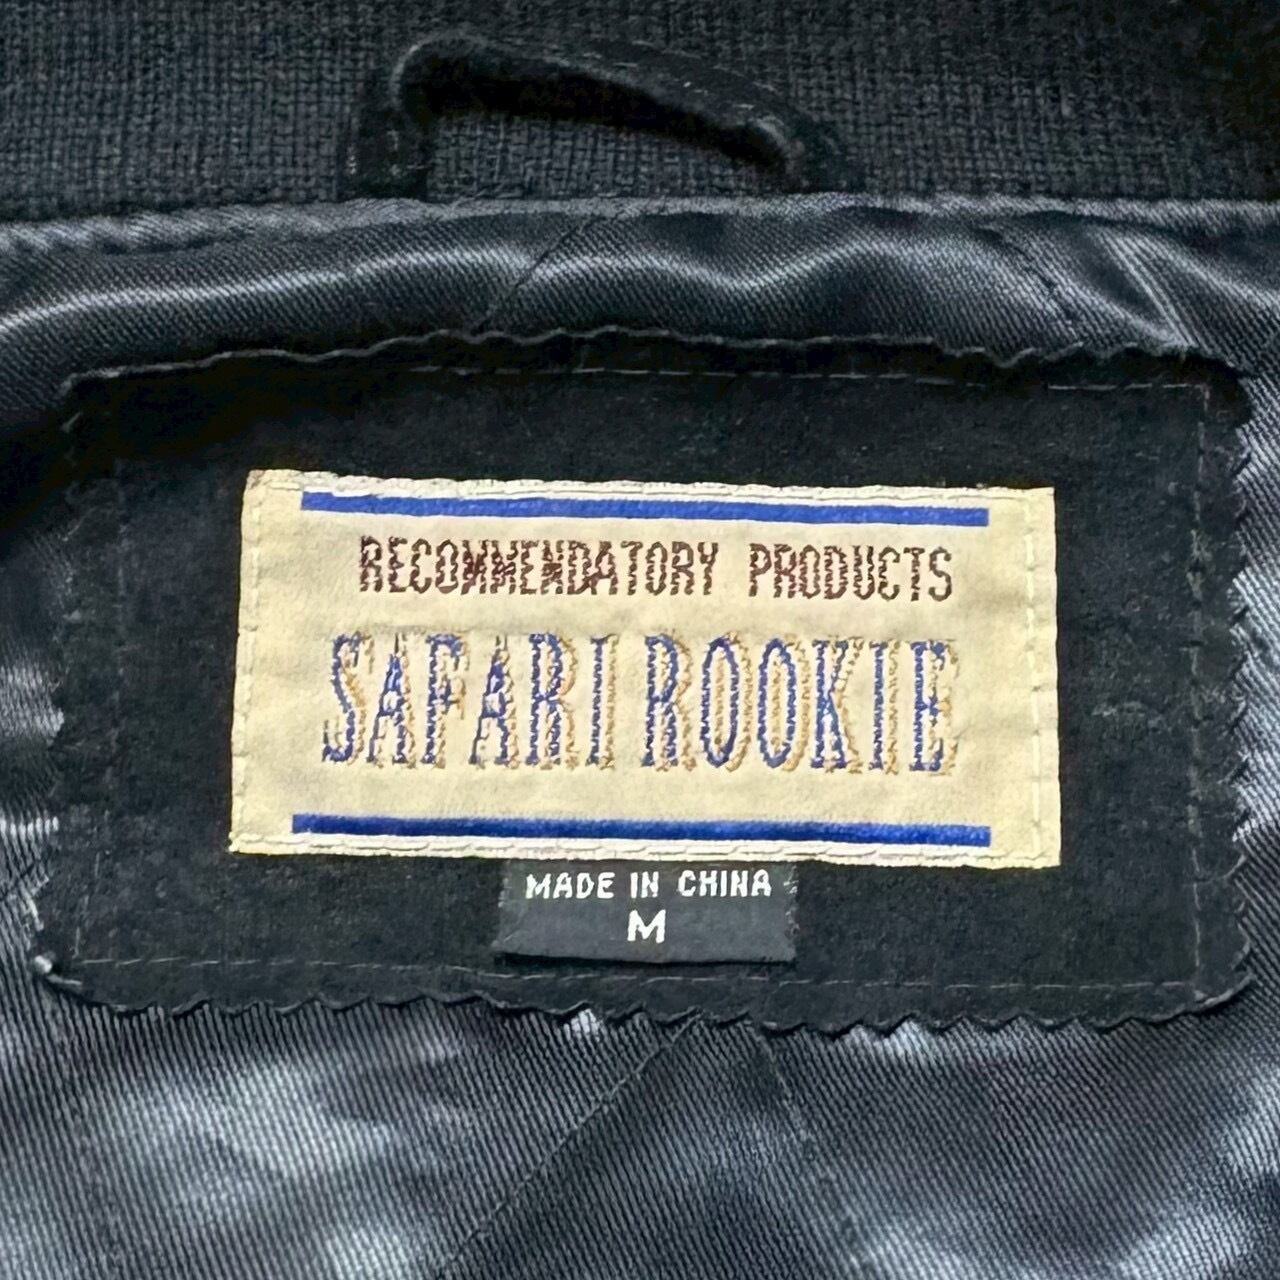 RECOMMENDATORY PRODUCTS
SAFARI ROOKIE
MADE IN CHINA
M